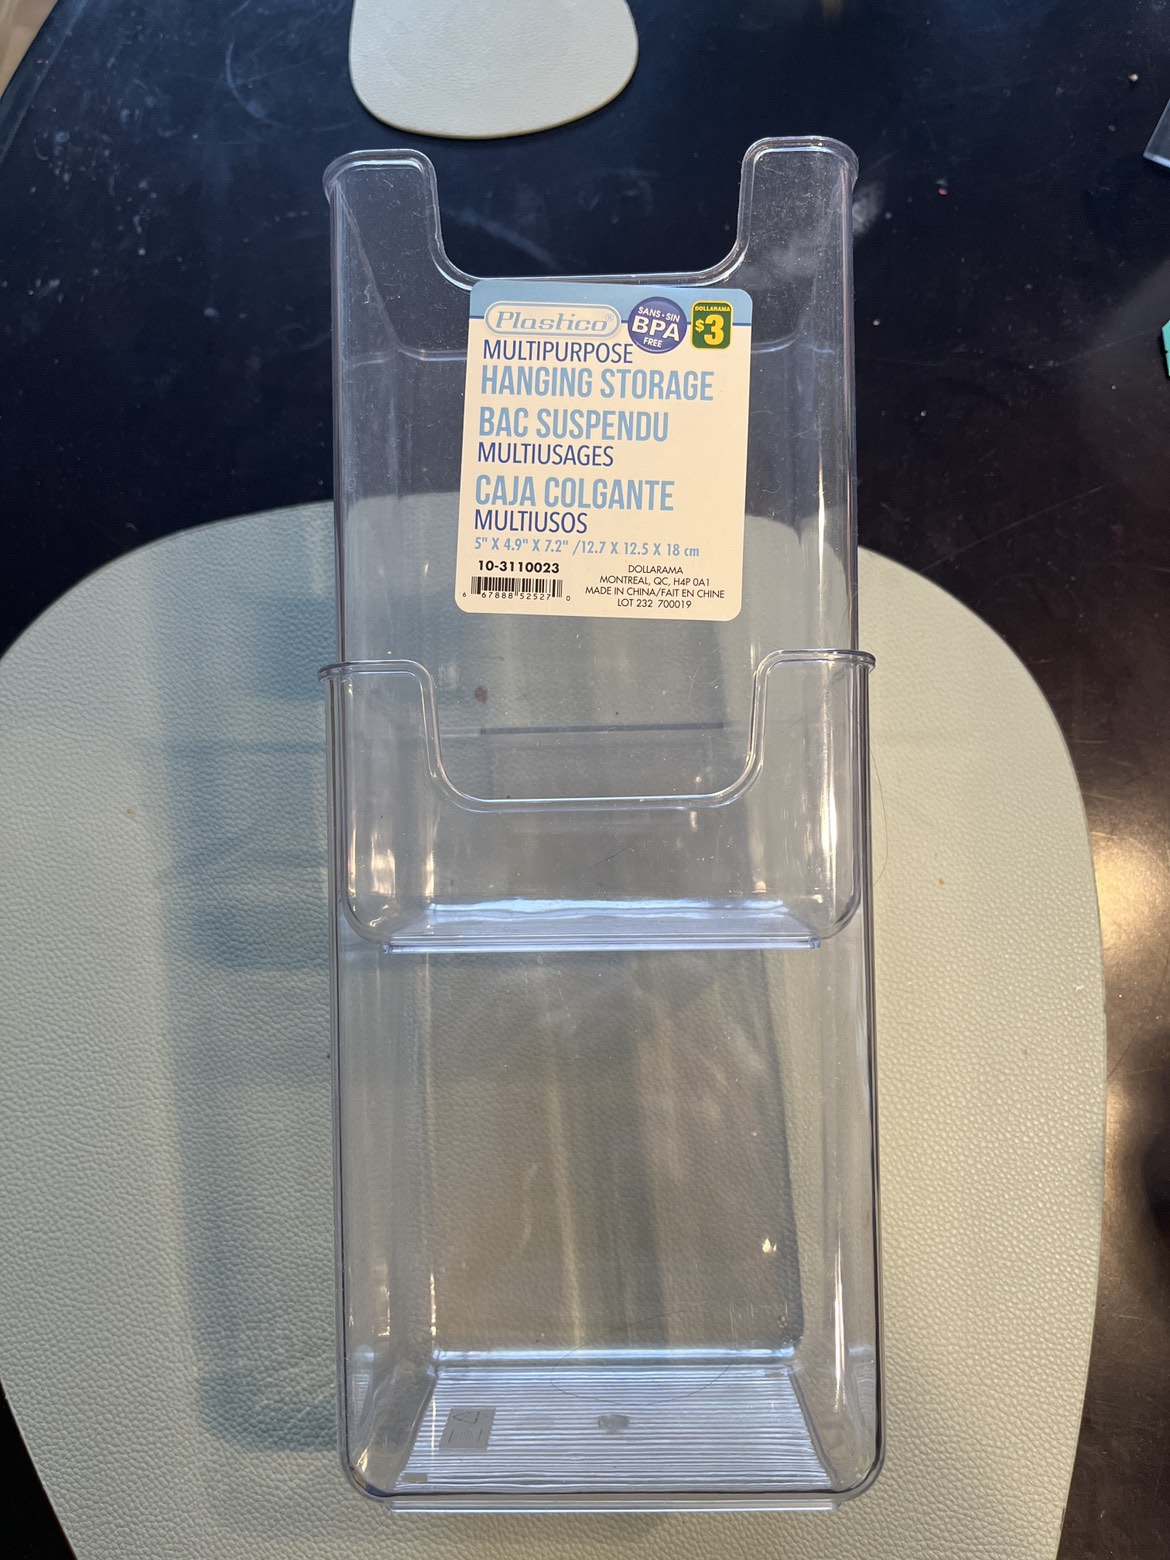 Plastico®
SANS • SIN
BPA
FREE
DOLLARAMA
$3
MULTIPURPOSE
HANGING STORAGE
BAC SUSPENDU
MULTIUSAGES
CAJA COLGANTE
MULTIUSOS
5" X 4.9" X 7.2" /12.7 X 12.5 X 18 cm
10-3110023
6 67888 52527 0
DOLLARAMA
MONTREAL, QC, H4P 0A1
MADE IN CHINA/FAIT EN CHINE
LOT 232 700019